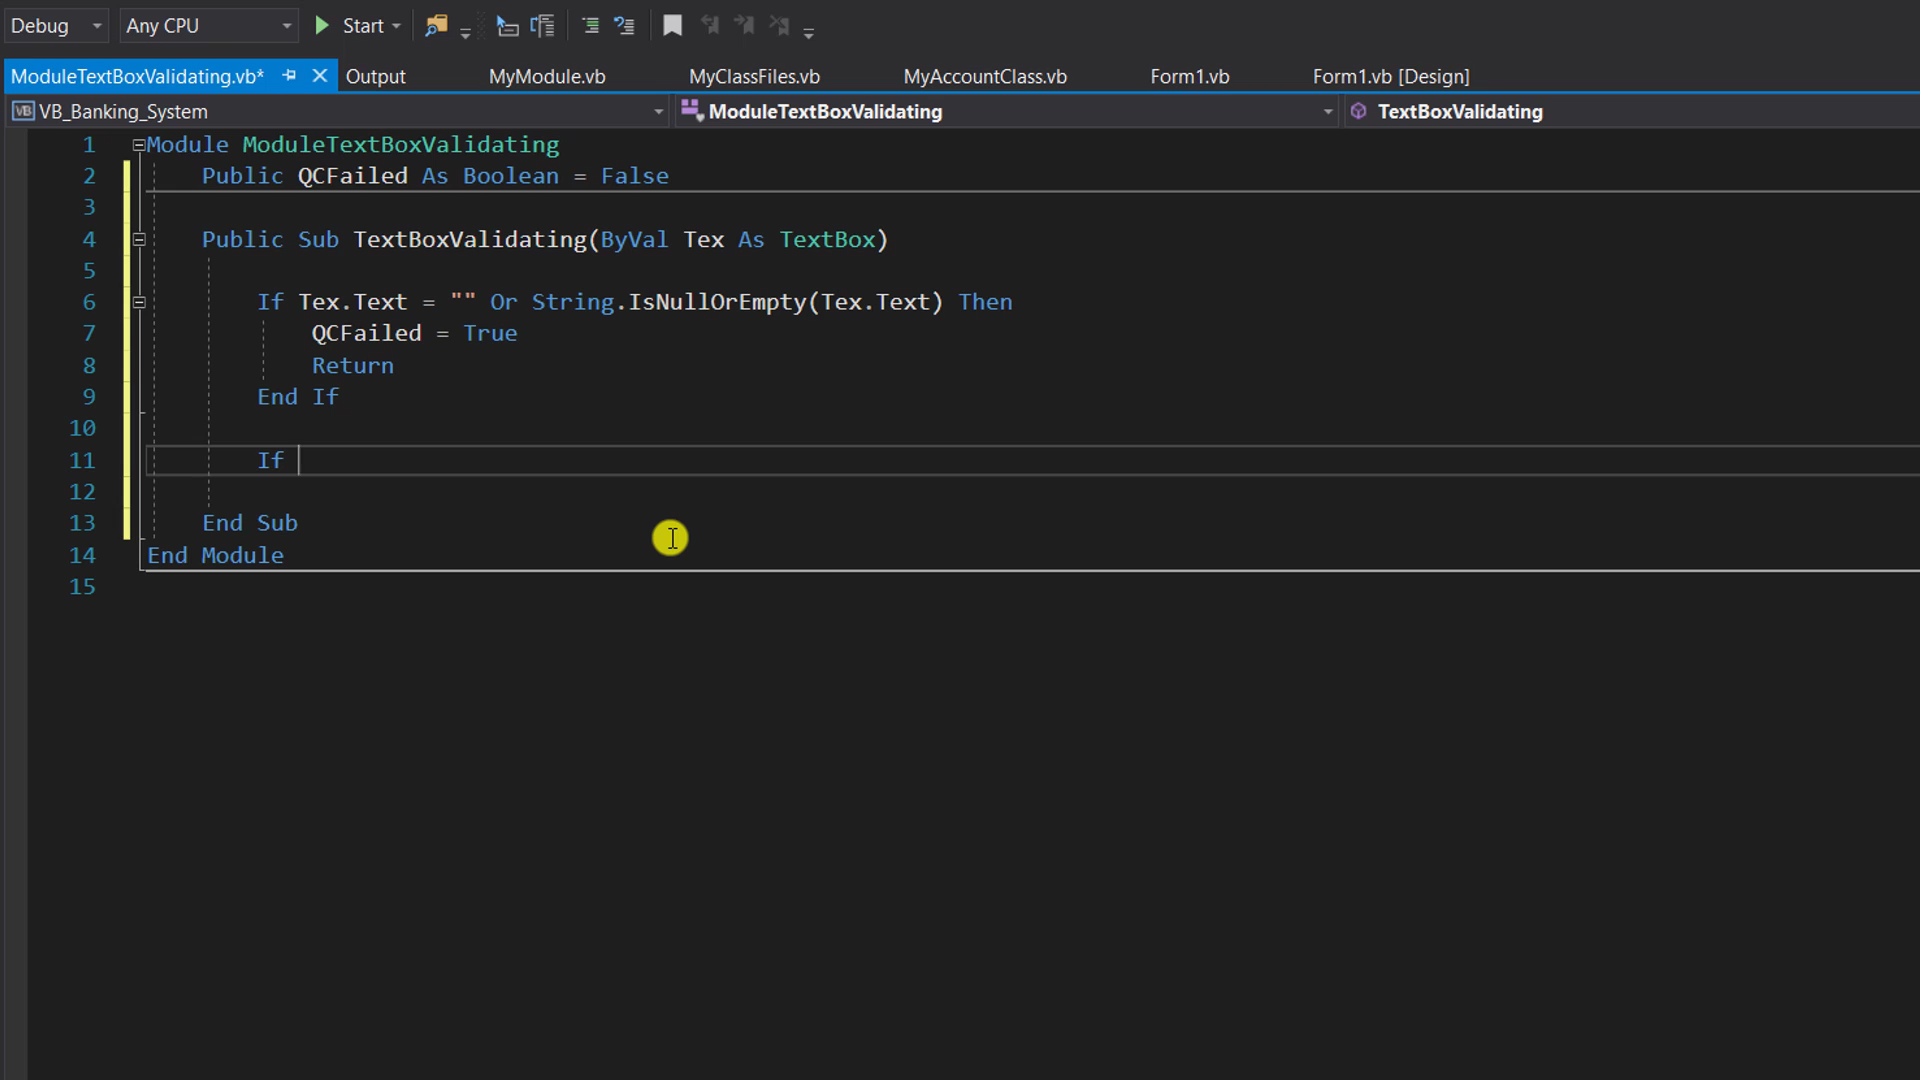 Debug Any CPU Start
ModuleTextBoxValidating.vb* Output MyModule.vb MyClassFiles.vb MyAccountClass.vb Form1.vb Form1.vb [Design]
VB VB_Banking_System ModuleTextBoxValidating TextBoxValidating
1 Module ModuleTextBoxValidating
2 Public QCFailed As Boolean = False
3
4 Public Sub TextBoxValidating(ByVal Tex As TextBox)
5
6 If Tex.Text = "" Or String.IsNullOrEmpty(Tex.Text) Then
7 QCFailed = True
8 Return
9 End If
10
11 If
12
13 End Sub
14 End Module
15